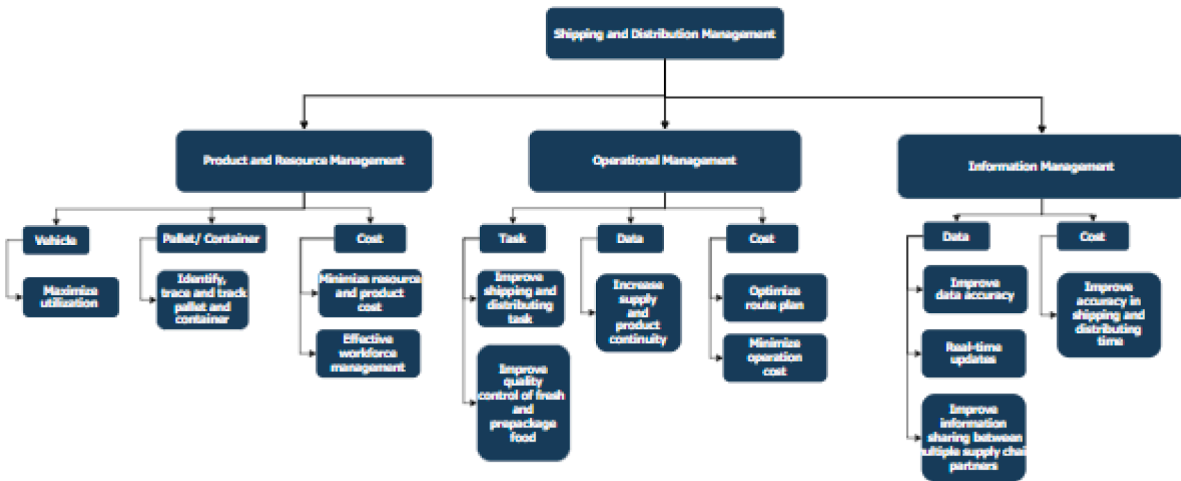 Shipping and Distribution Management
Product and Resource Management
Operational Management
Information Management
Vehicle
Pallet/ Container
Cost
Task
Data
Cost
Data
Cost
Maximize
utilization
Identify,
trace and track
pallet and
container
Minimize resource
and product
cost
Effective
workforce
management
Improve
shipping and
distributing
task
Improve
quality
control of fresh
and
prepackage
food
Increase
supply
and
product
continuity
Optimize
route plan
Minimize
operation
cost
Improve
data accuracy
Real-time
updates
Improve
information
sharing between
multiple supply chain
partners
Improve
accuracy in
shipping and
distributing
time